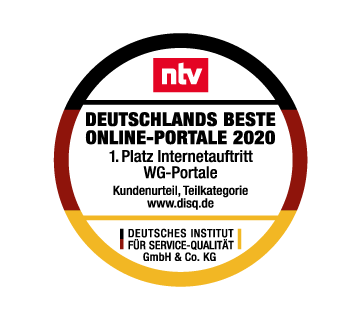 ntv
DEUTSCHLANDS BESTE
ONLINE-PORTALE 2020
1. Platz Internetauftritt
WG-Portale
Kundenurteil, Teilkategorie
www.disq.de
DEUTSCHES INSTITUT
FÜR SERVICE-QUALITÄT
GmbH & Co. KG